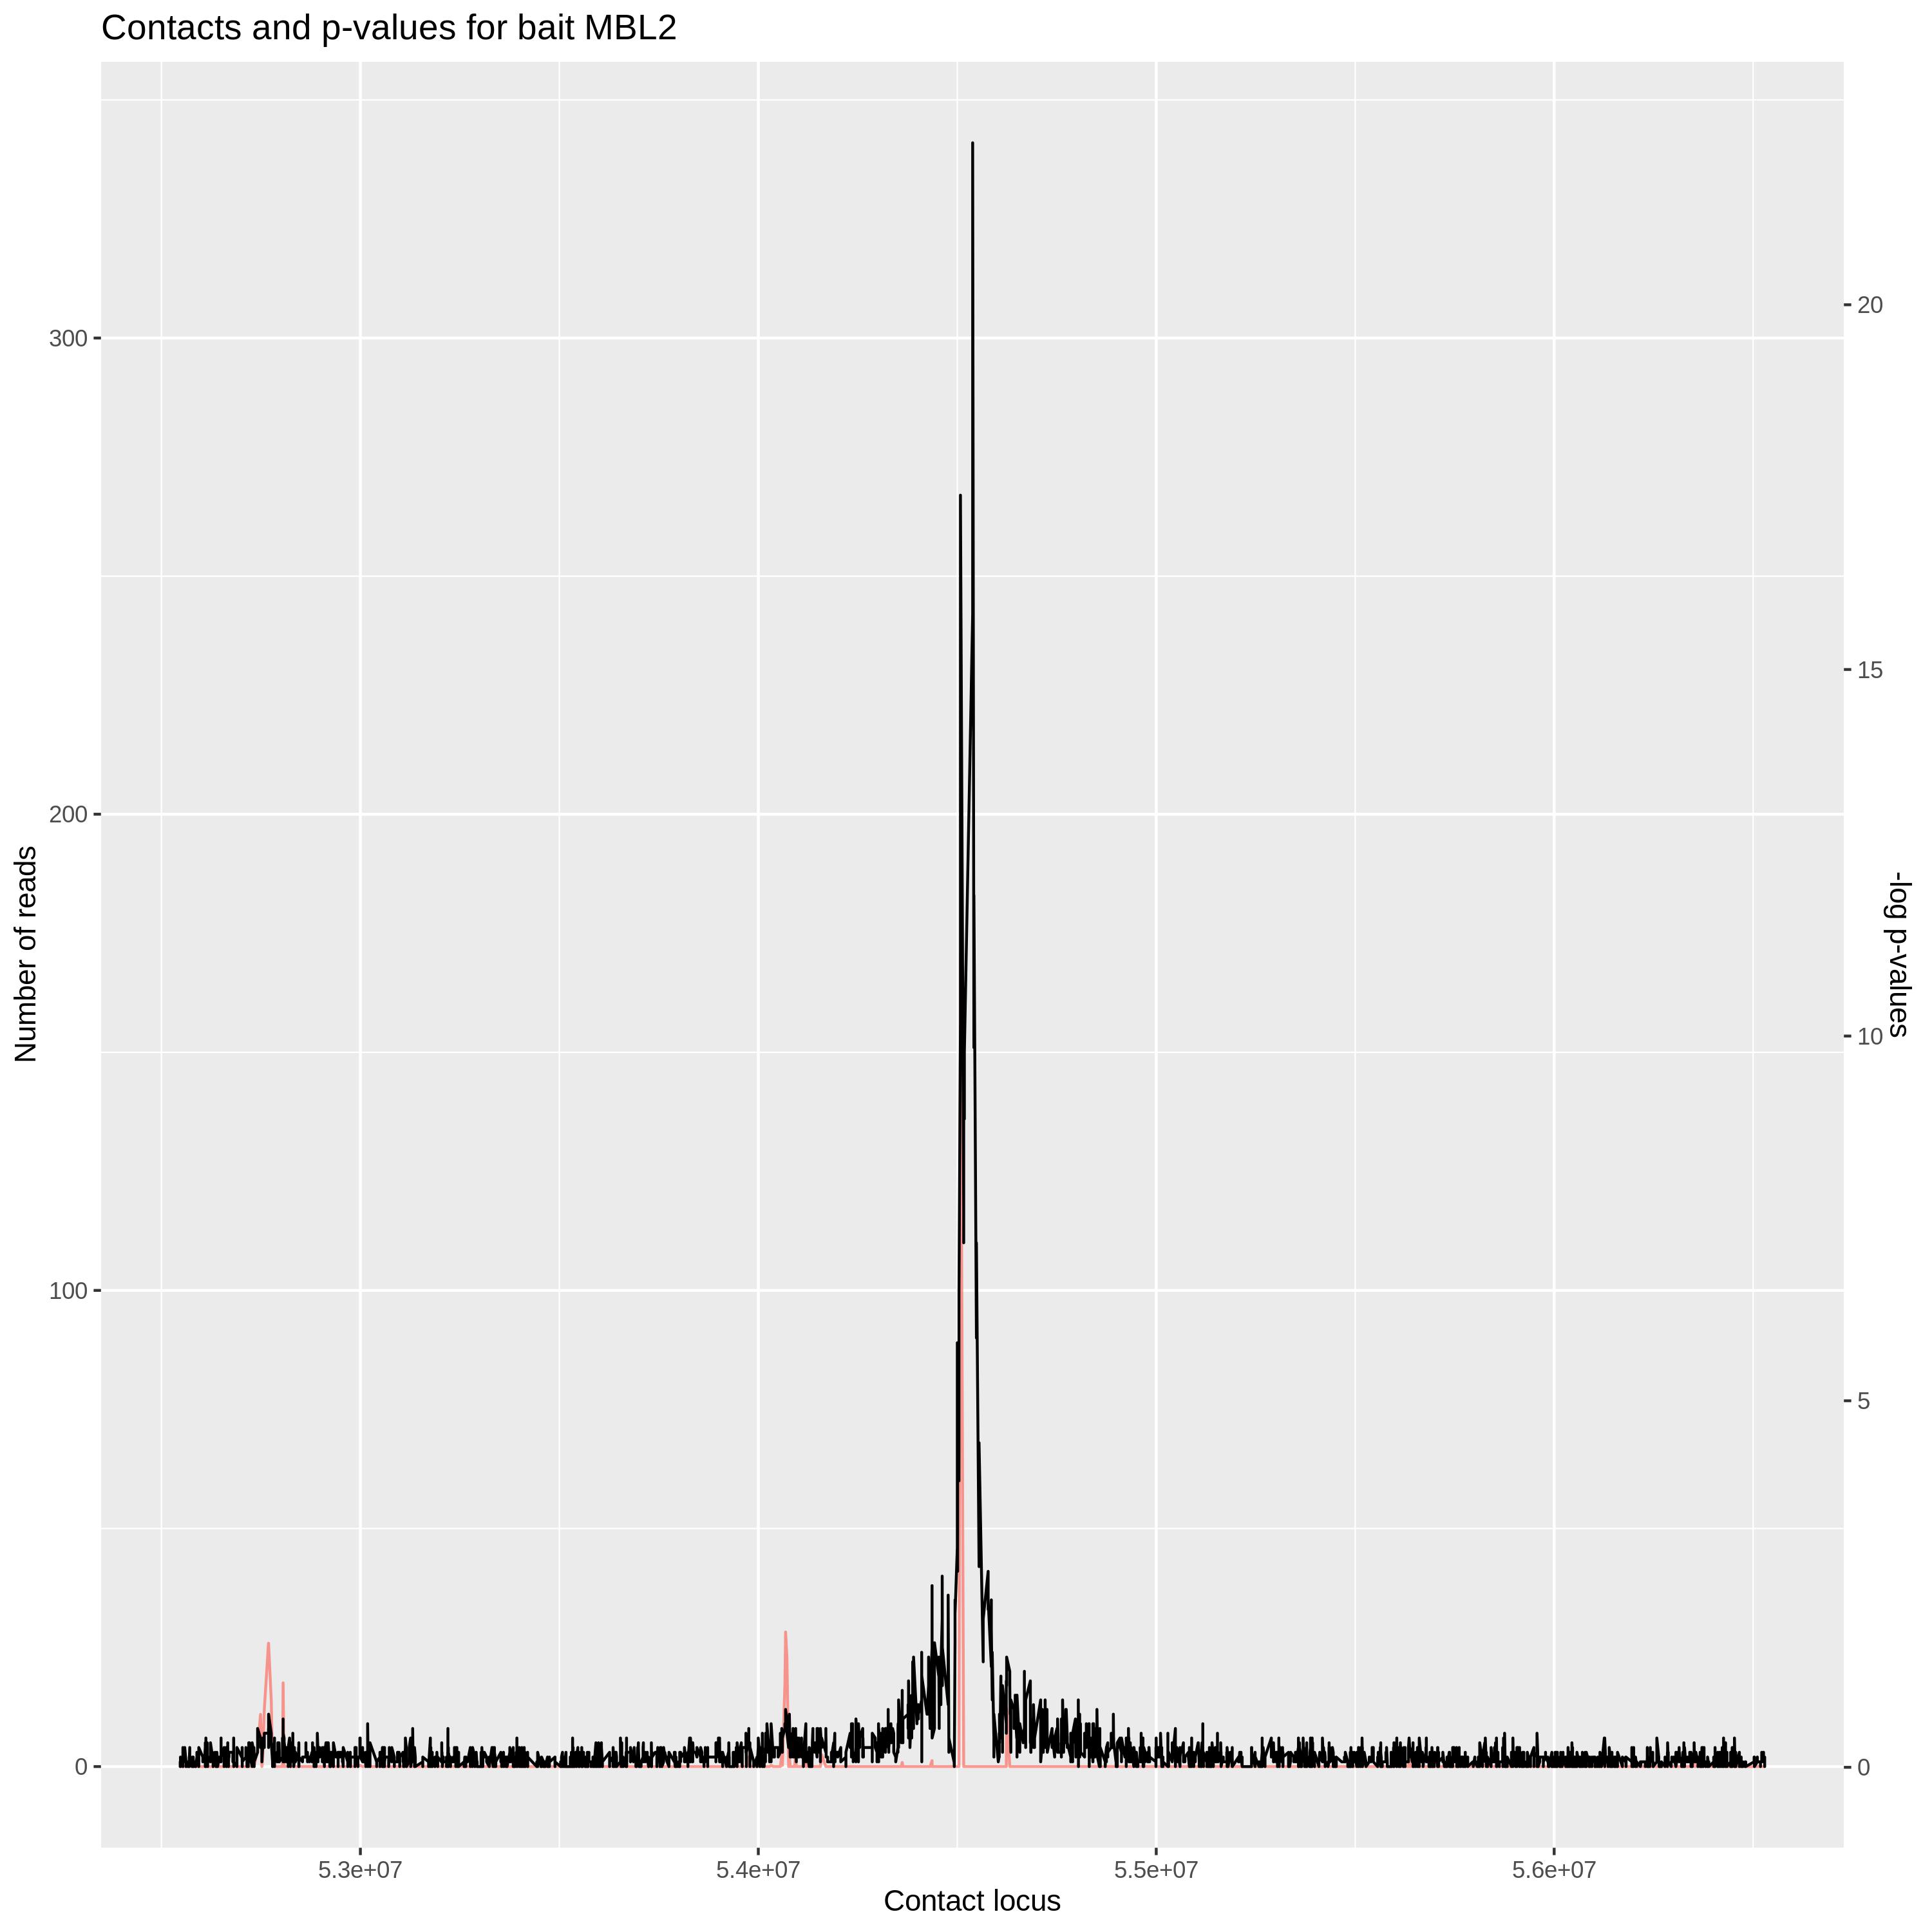 Contacts and p-values for bait MBL2
Number of reads
300
200
100
0
20
15
10
5
0
-log p-values
5.3e+07
5.4e+07
5.5e+07
5.6e+07
Contact locus